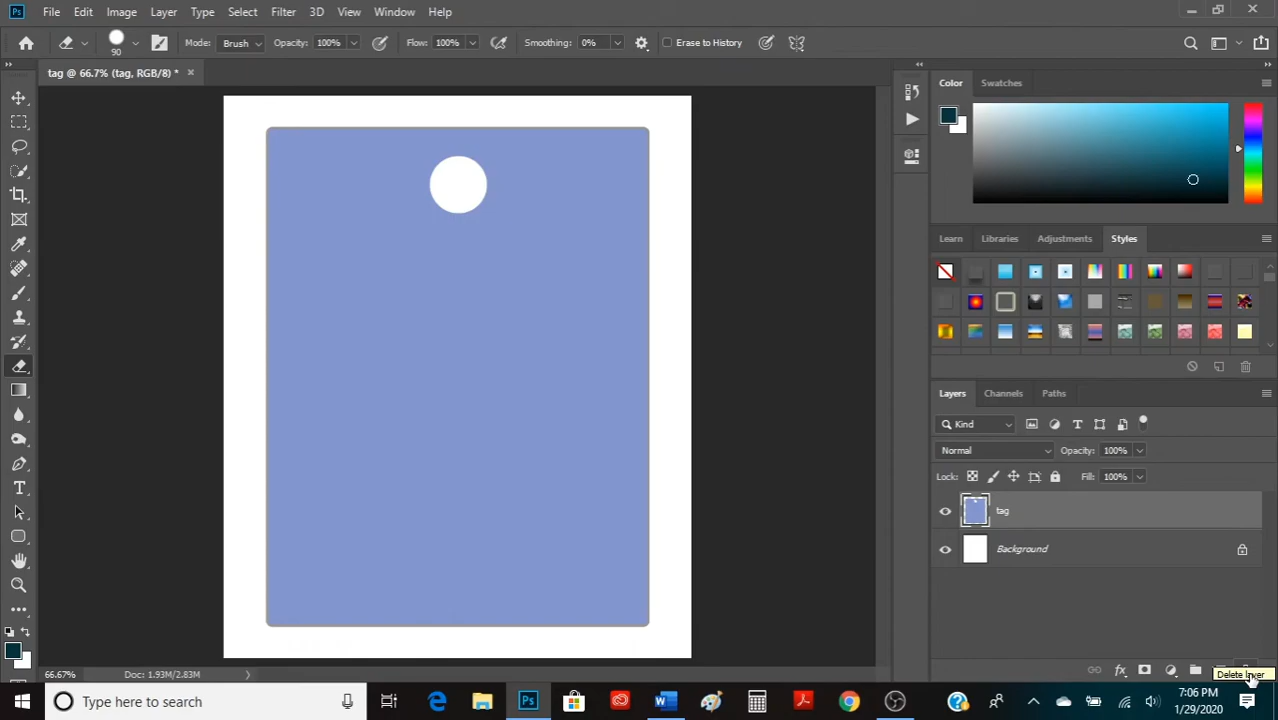 Ps File Edit Image Layer Type Select Filter 3D View Window Help
90 Mode: Brush Opacity: 100% Flow: 100% Smoothing: 0% Erase to History
tag @ 66.7% (tag, RGB/8) * ×
Color Swatches
Learn Libraries Adjustments Styles
Layers Channels Paths
Kind
Normal Opacity: 100%
Lock: Fill: 100%
tag
Background
fx
Delete layer
66.67% Doc: 1.93M/2.83M
Type here to search
Ps
7:06 PM
1/29/2020